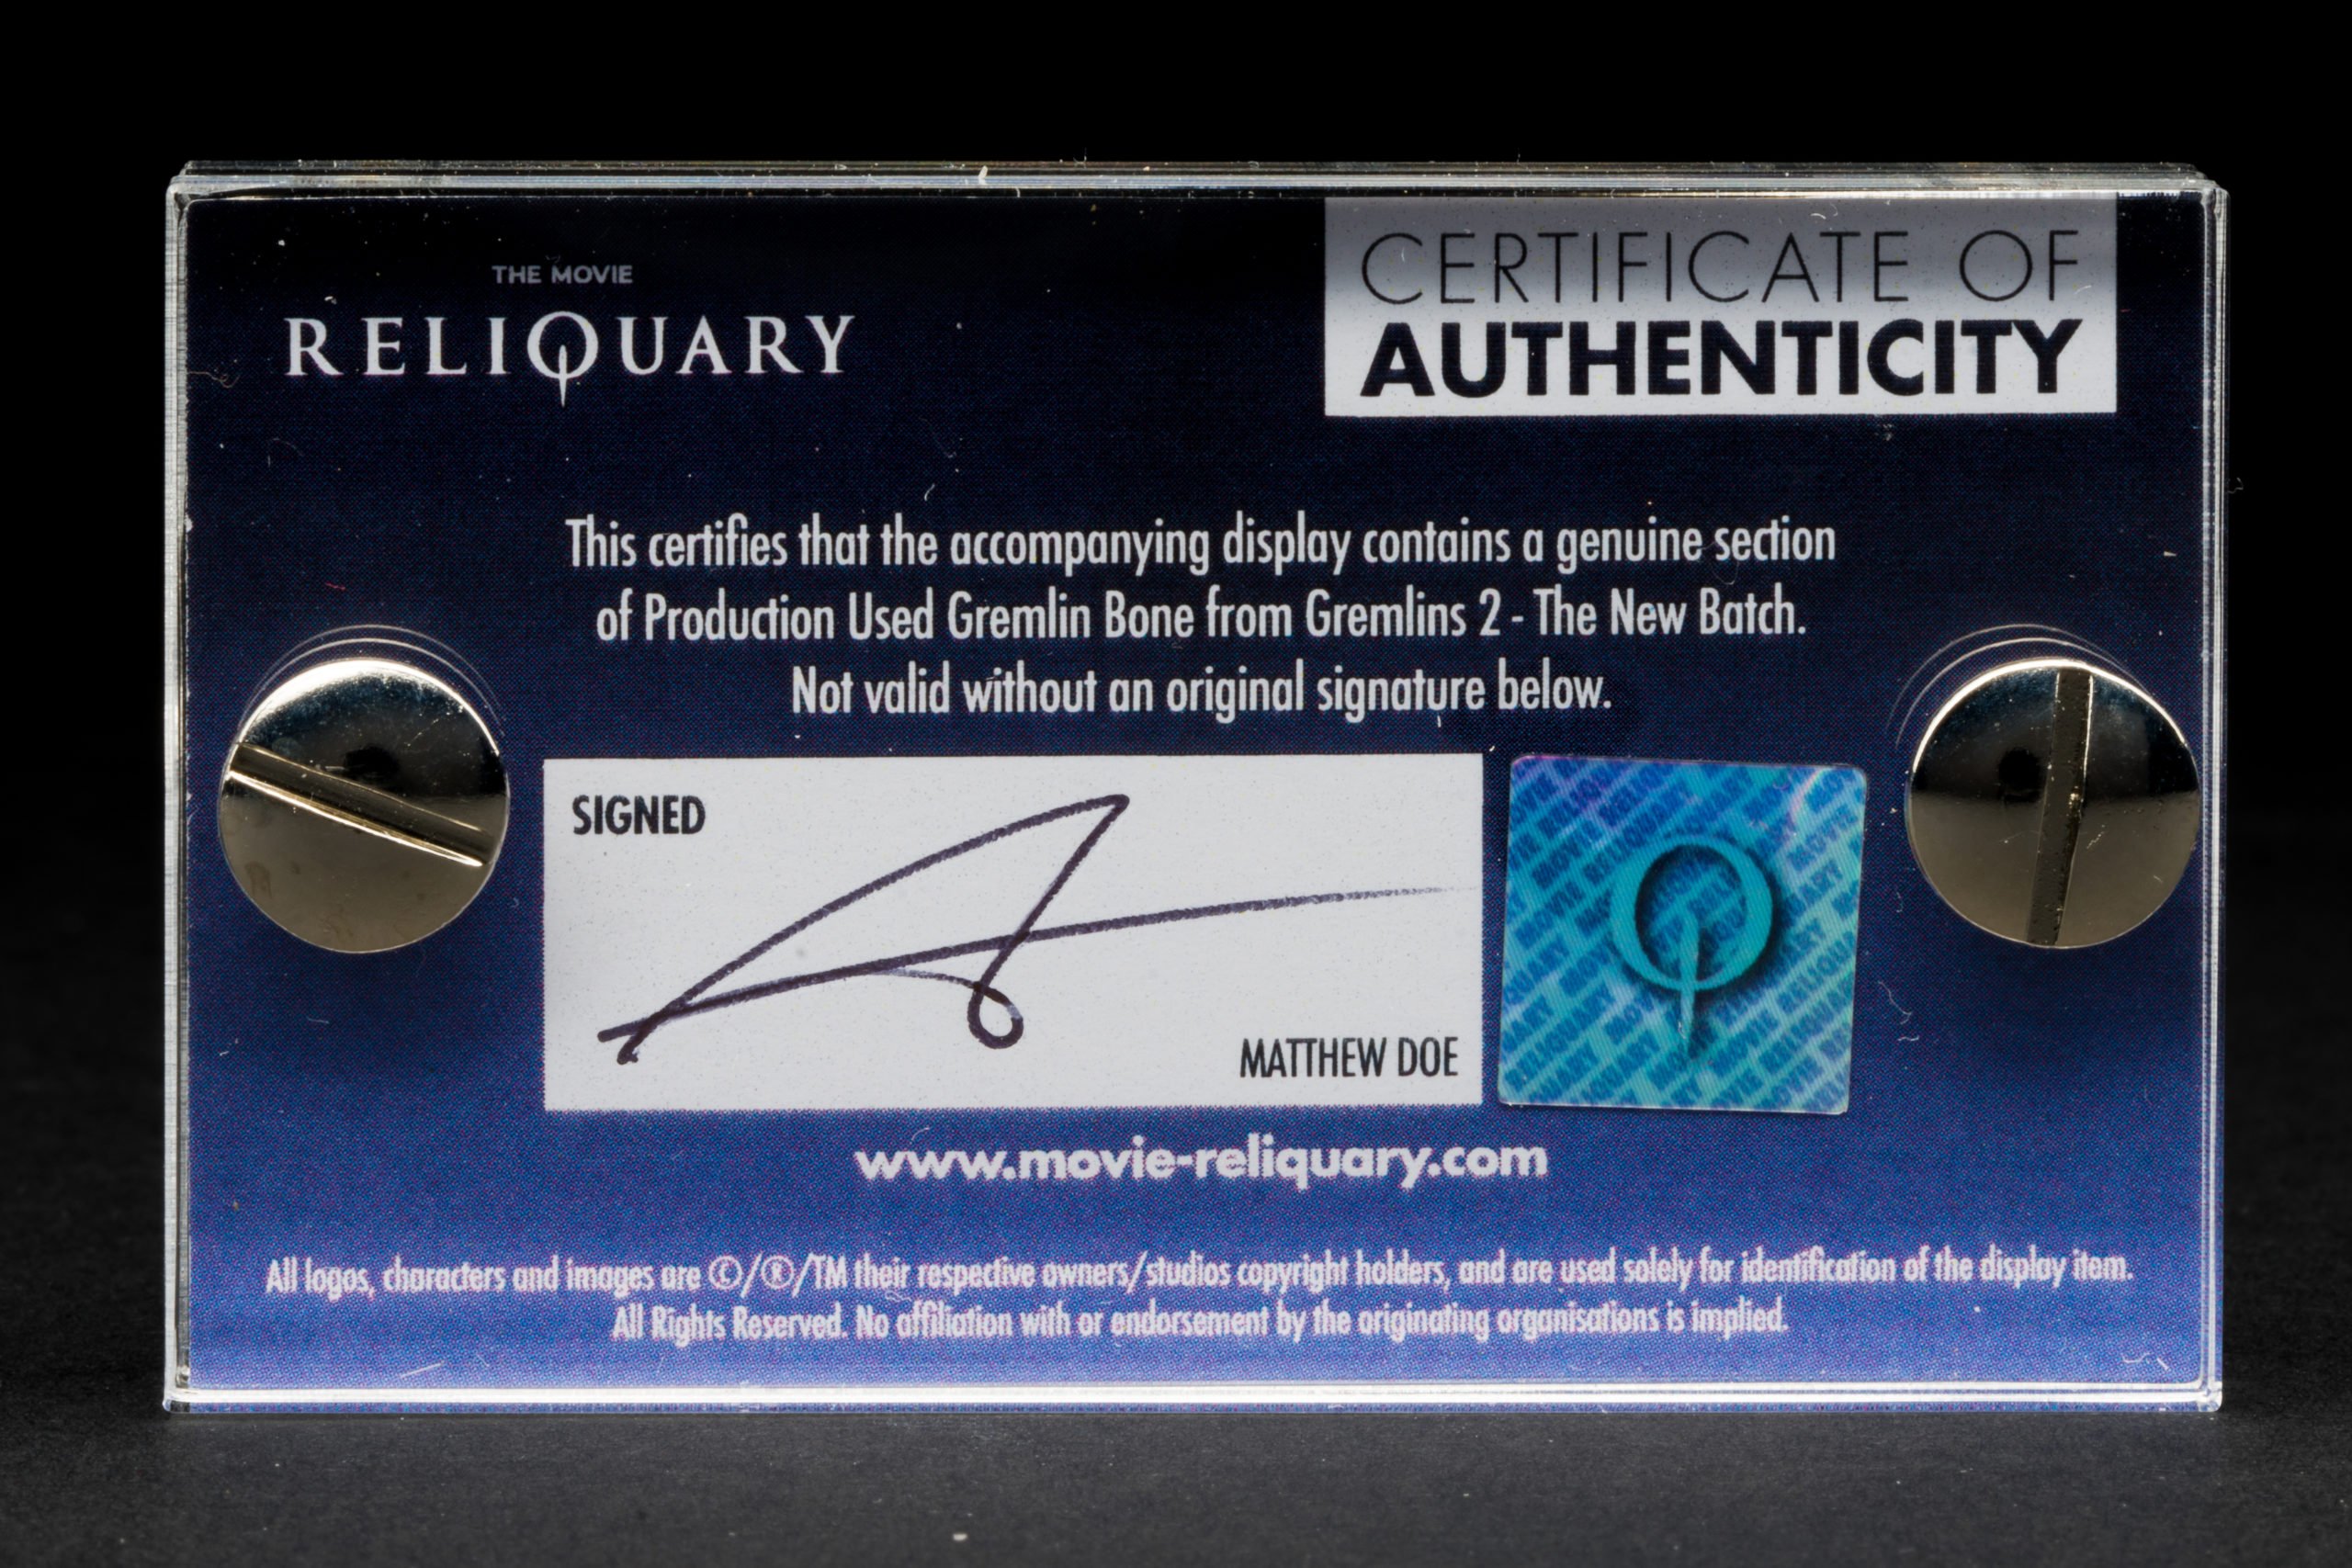 THE MOVIE
RELIQUARY
CERTIFICATE OF
AUTHENTICITY
This certifies that the accompanying display contains a genuine section
of Production Used Gremlin Bone from Gremlins 2 - The New Batch.
Not valid without an original signature below.
SIGNED
MATTHEW DOE
www.movie-reliquary.com
All logos, characters and images are ©/®/TM their respective owners/studios copyright holders, and are used solely for identification of the display item.
All Rights Reserved. No affiliation with or endorsement by the originating organisations is implied.